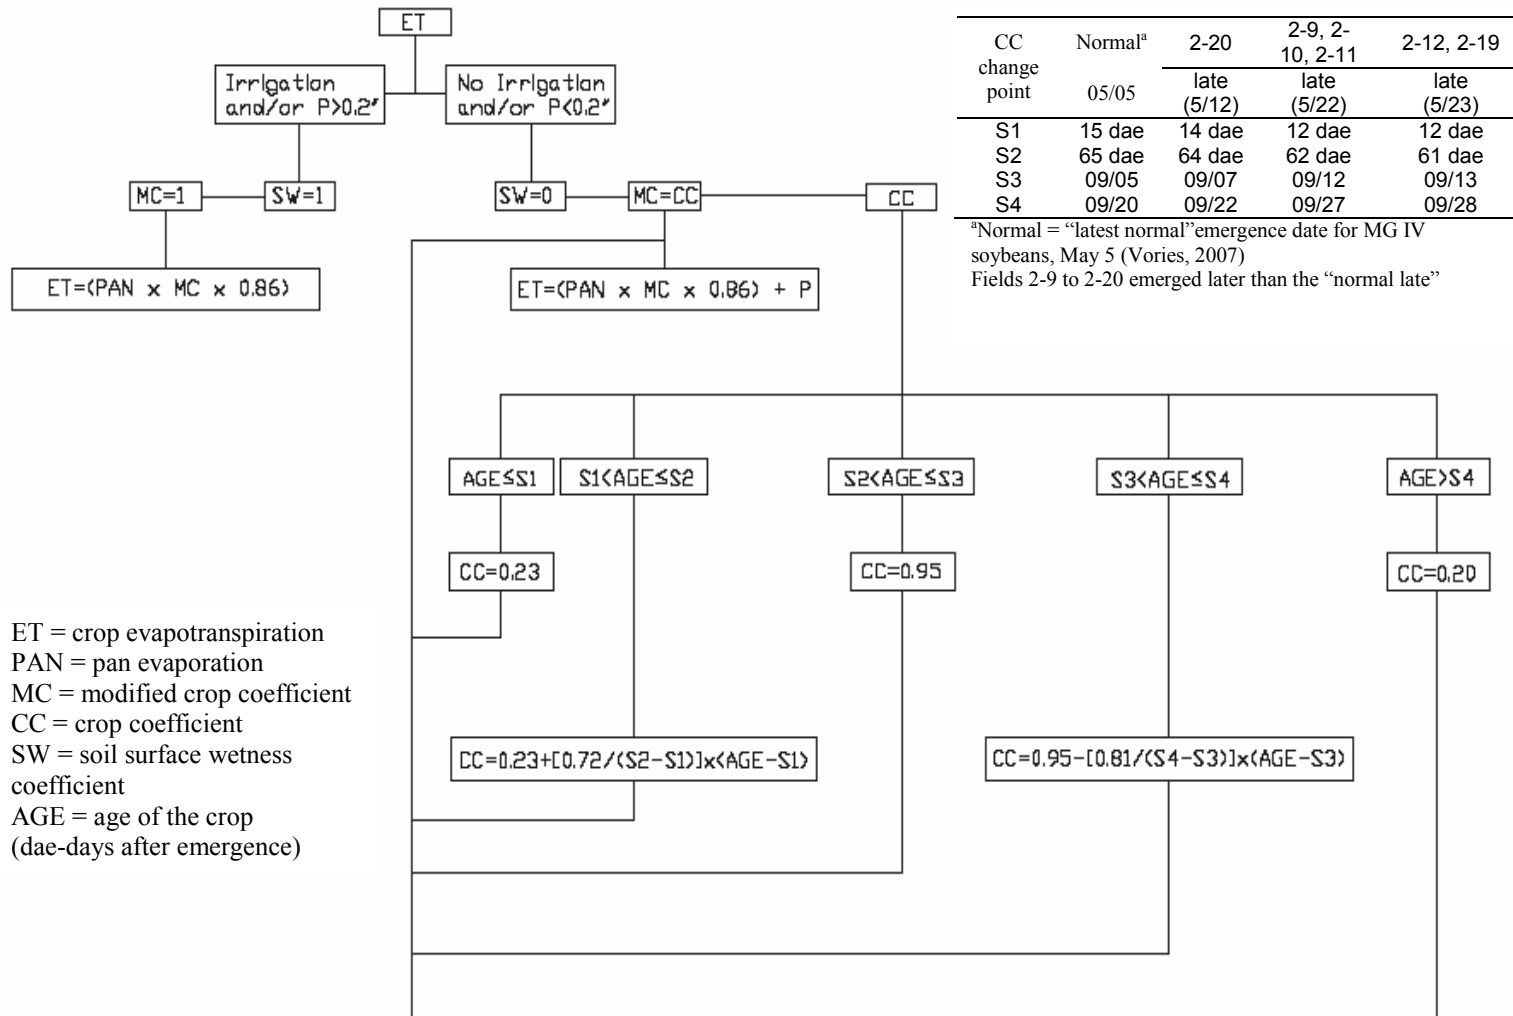 ET
Irrigation
and/or P>0.2"
No Irrigation
and/or P<0.2"
MC=1
SW=1
SW=0
MC=CC
CC
ET=(PAN x MC x 0.86)
ET=(PAN x MC x 0.86) + P
CC change point Normalᵃ 2-20 2-9, 2-10, 2-11 2-12, 2-19
05/05 late (5/12) late (5/22) late (5/23)
S1 15 dae 14 dae 12 dae 12 dae
S2 65 dae 64 dae 62 dae 61 dae
S3 09/05 09/07 09/12 09/13
S4 09/20 09/22 09/27 09/28
ᵃNormal = “latest normal”emergence date for MG IV
soybeans, May 5 (Vories, 2007)
Fields 2-9 to 2-20 emerged later than the “normal late”
AGE≤S1
S1<AGE≤S2
S2<AGE≤S3
S3<AGE≤S4
AGE>S4
CC=0.23
CC=0.95
CC=0.20
CC=0.23+[0.72/(S2-S1)]x(AGE-S1)
CC=0.95-[0.81/(S4-S3)]x(AGE-S3)
ET = crop evapotranspiration
PAN = pan evaporation
MC = modified crop coefficient
CC = crop coefficient
SW = soil surface wetness
coefficient
AGE = age of the crop
(dae-days after emergence)